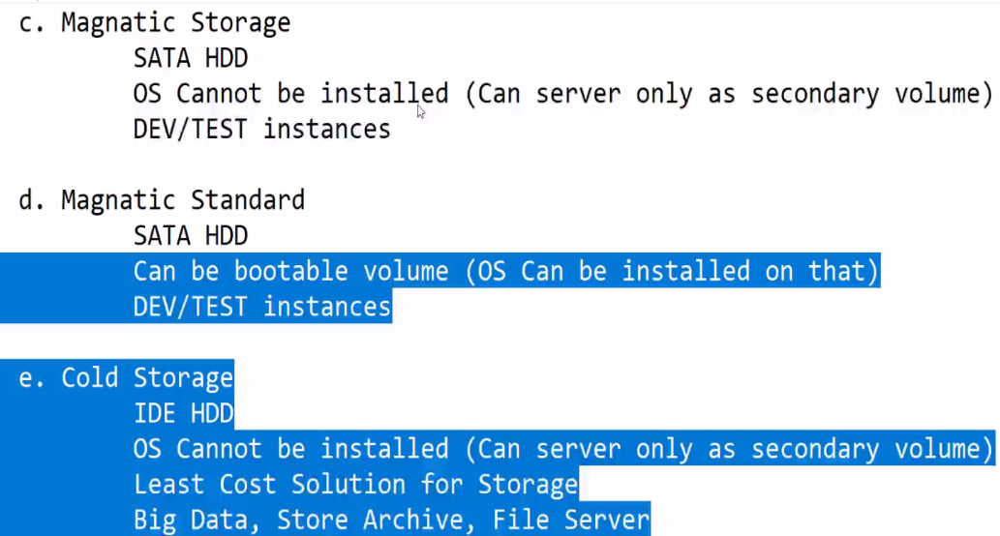 c. Magnatic Storage
SATA HDD
OS Cannot be installed (Can server only as secondary volume)
DEV/TEST instances
d. Magnatic Standard
SATA HDD
Can be bootable volume (OS Can be installed on that)
DEV/TEST instances
e. Cold Storage
IDE HDD
OS Cannot be installed (Can server only as secondary volume)
Least Cost Solution for Storage
Big Data, Store Archive, File Server